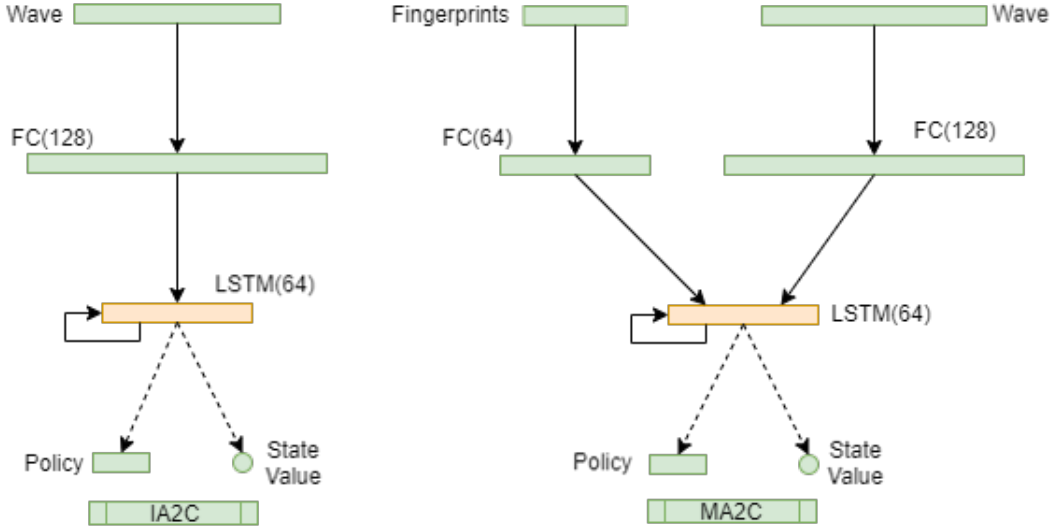 Wave
FC(128)
LSTM(64)
Policy
State
Value
IA2C
Fingerprints
Wave
FC(64)
FC(128)
LSTM(64)
Policy
State
Value
MA2C